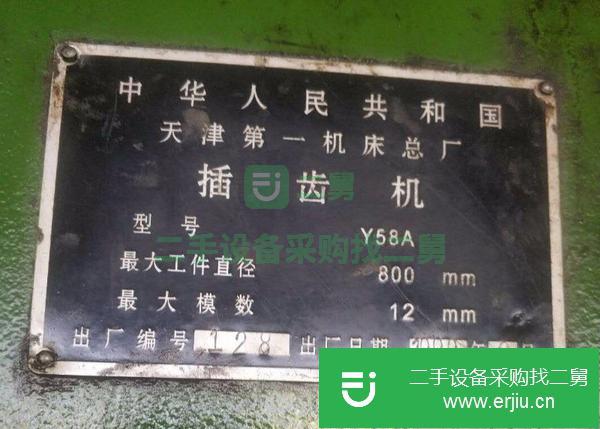 中华人民共和国
天津第一机床总厂
插齿机
型号 Y58A
最大工件直径 800 mm
最大模数 12 mm
出厂编号 128 出厂日期 年
二舅
二手设备采购找二舅
二手设备采购找二舅
www.erjiu.cn